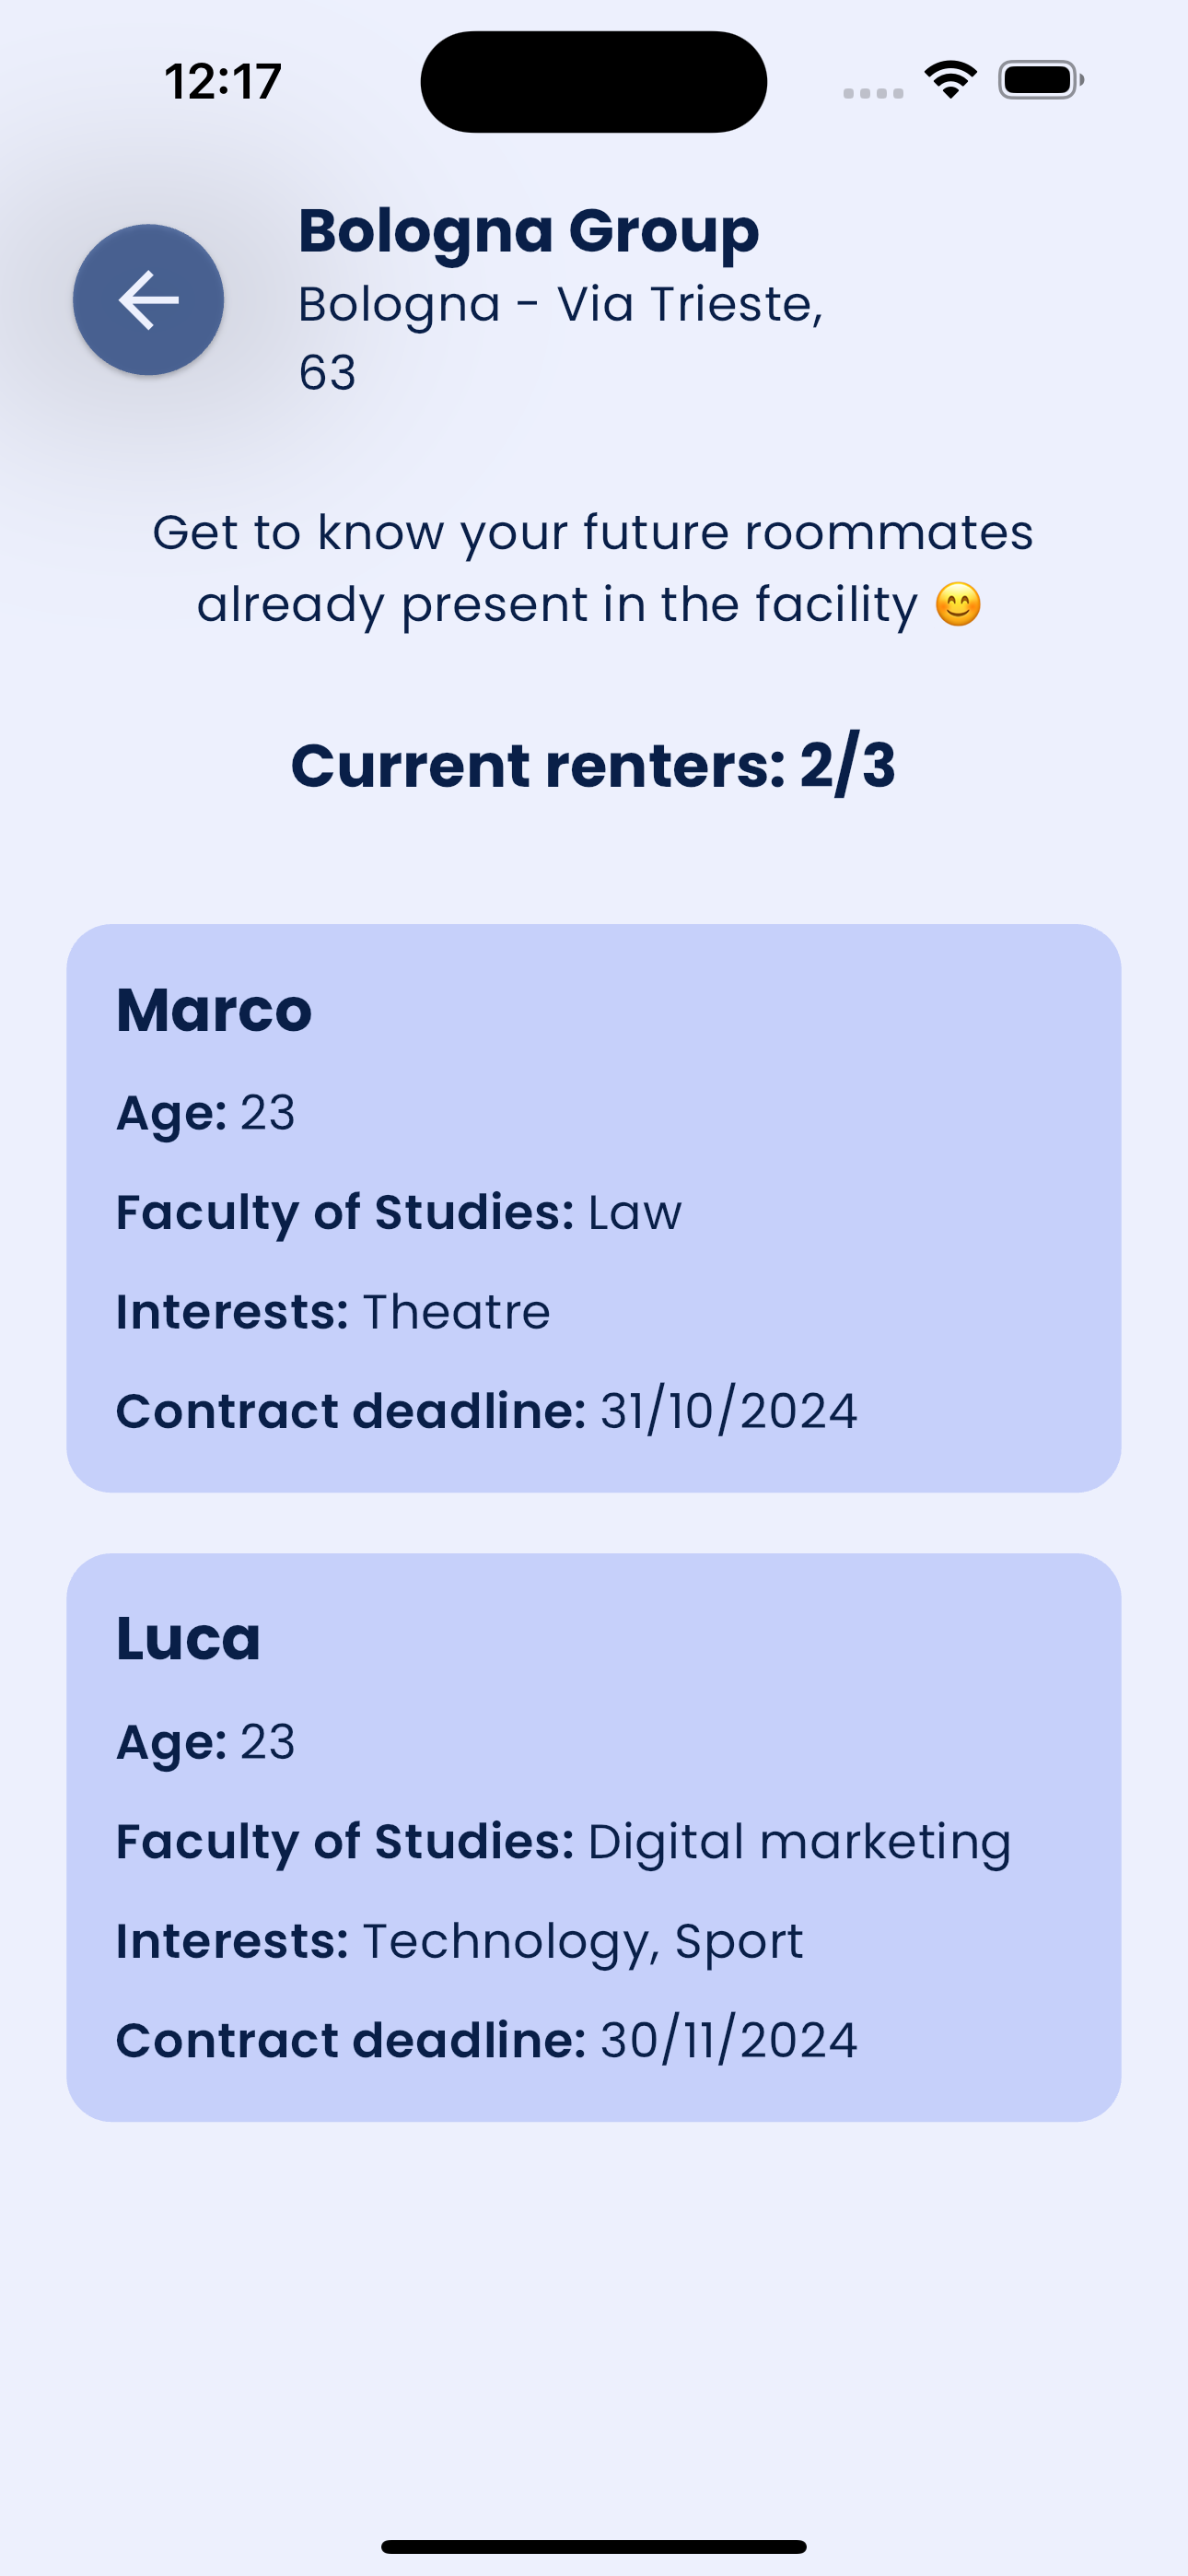 12:17
Bologna Group
Bologna - Via Trieste,
63
Get to know your future roommates
already present in the facility 😊
Current renters: 2/3
Marco
Age: 23
Faculty of Studies: Law
Interests: Theatre
Contract deadline: 31/10/2024
Luca
Age: 23
Faculty of Studies: Digital marketing
Interests: Technology, Sport
Contract deadline: 30/11/2024